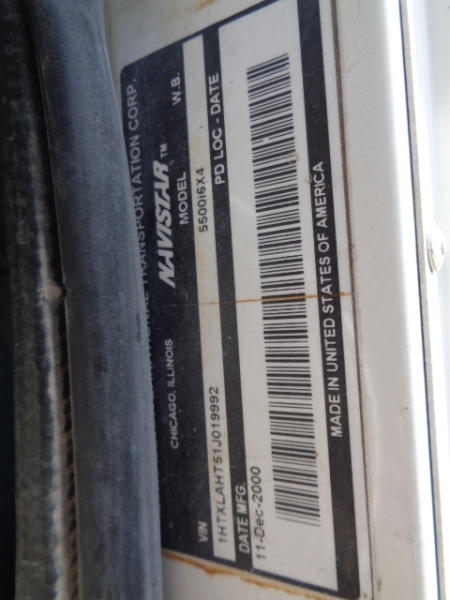 TRANSPORTATION CORP.
CHICAGO, ILLINOIS
NAVISTAR™
VIN
MODEL
W.B.
1HTXLAHT51J019992
5500i6X4
DATE MFG.
PD LOC - DATE
11-Dec-2000
MADE IN UNITED STATES OF AMERICA